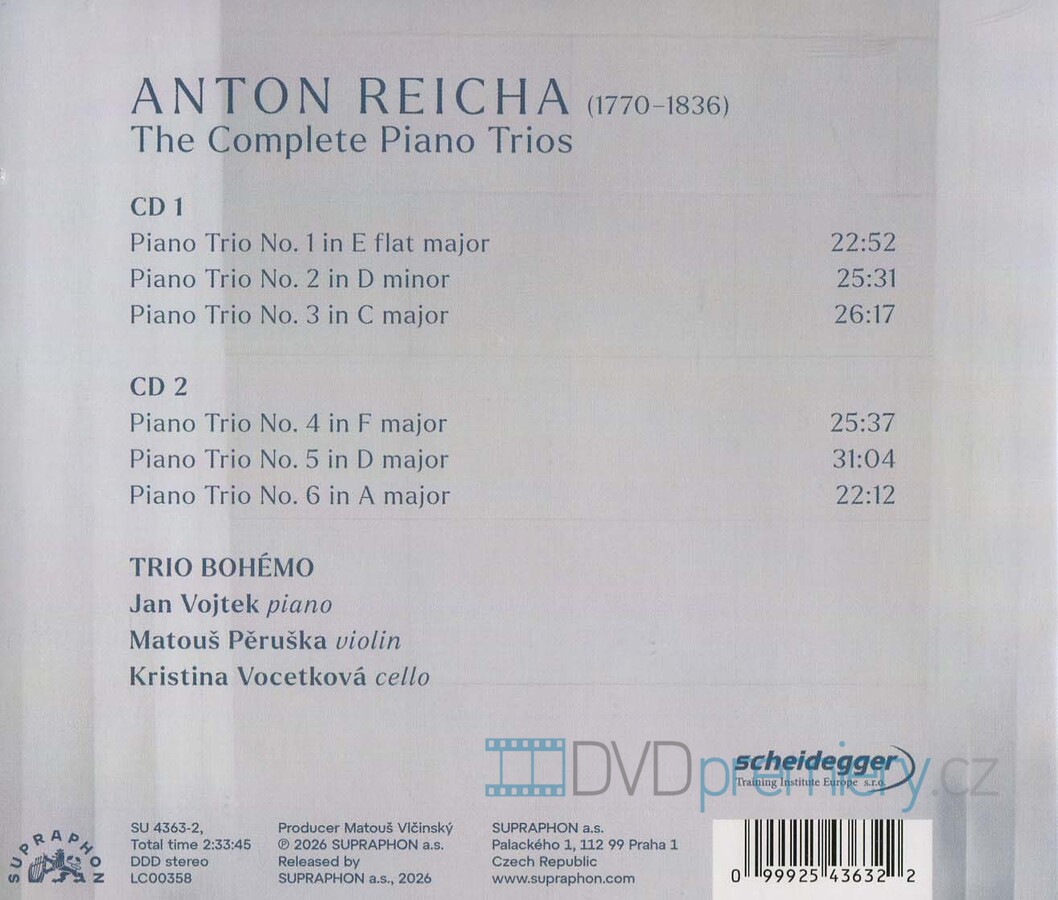 ANTON REICHA (1770–1836)
The Complete Piano Trios
CD 1
Piano Trio No. 1 in E flat major 22:52
Piano Trio No. 2 in D minor 25:31
Piano Trio No. 3 in C major 26:17
CD 2
Piano Trio No. 4 in F major 25:37
Piano Trio No. 5 in D major 31:04
Piano Trio No. 6 in A major 22:12
TRIO BOHÉMO
Jan Vojtek piano
Matouš Pěruška violin
Kristina Vocetková cello
DVDpremiery.cz
scheidegger
Training Institute Europe s.r.o.
SUPRAPHON
SU 4363-2,
Total time 2:33:45
DDD stereo
LC00358
Producer Matouš Vlčinský
℗ 2026 SUPRAPHON a.s.
Released by
SUPRAPHON a.s., 2026
SUPRAPHON a.s.
Palackého 1, 112 99 Praha 1
Czech Republic
www.supraphon.com
0 99925 43632 2